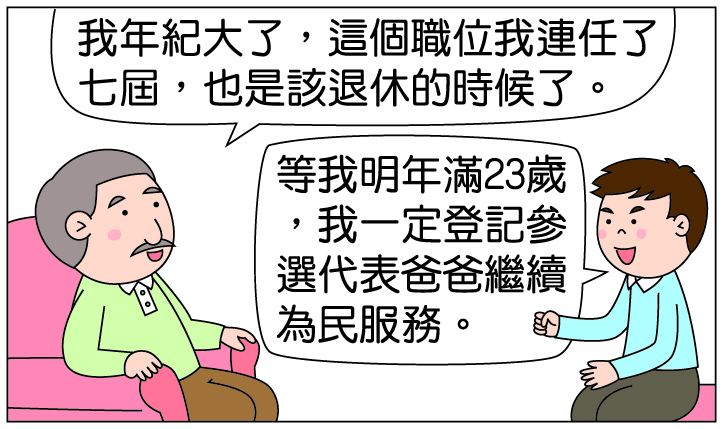 我年紀大了，這個職位我連任了
七屆，也是該退休的時候了。
等我明年滿23歲
，我一定登記參
選代表爸爸繼續
為民服務。